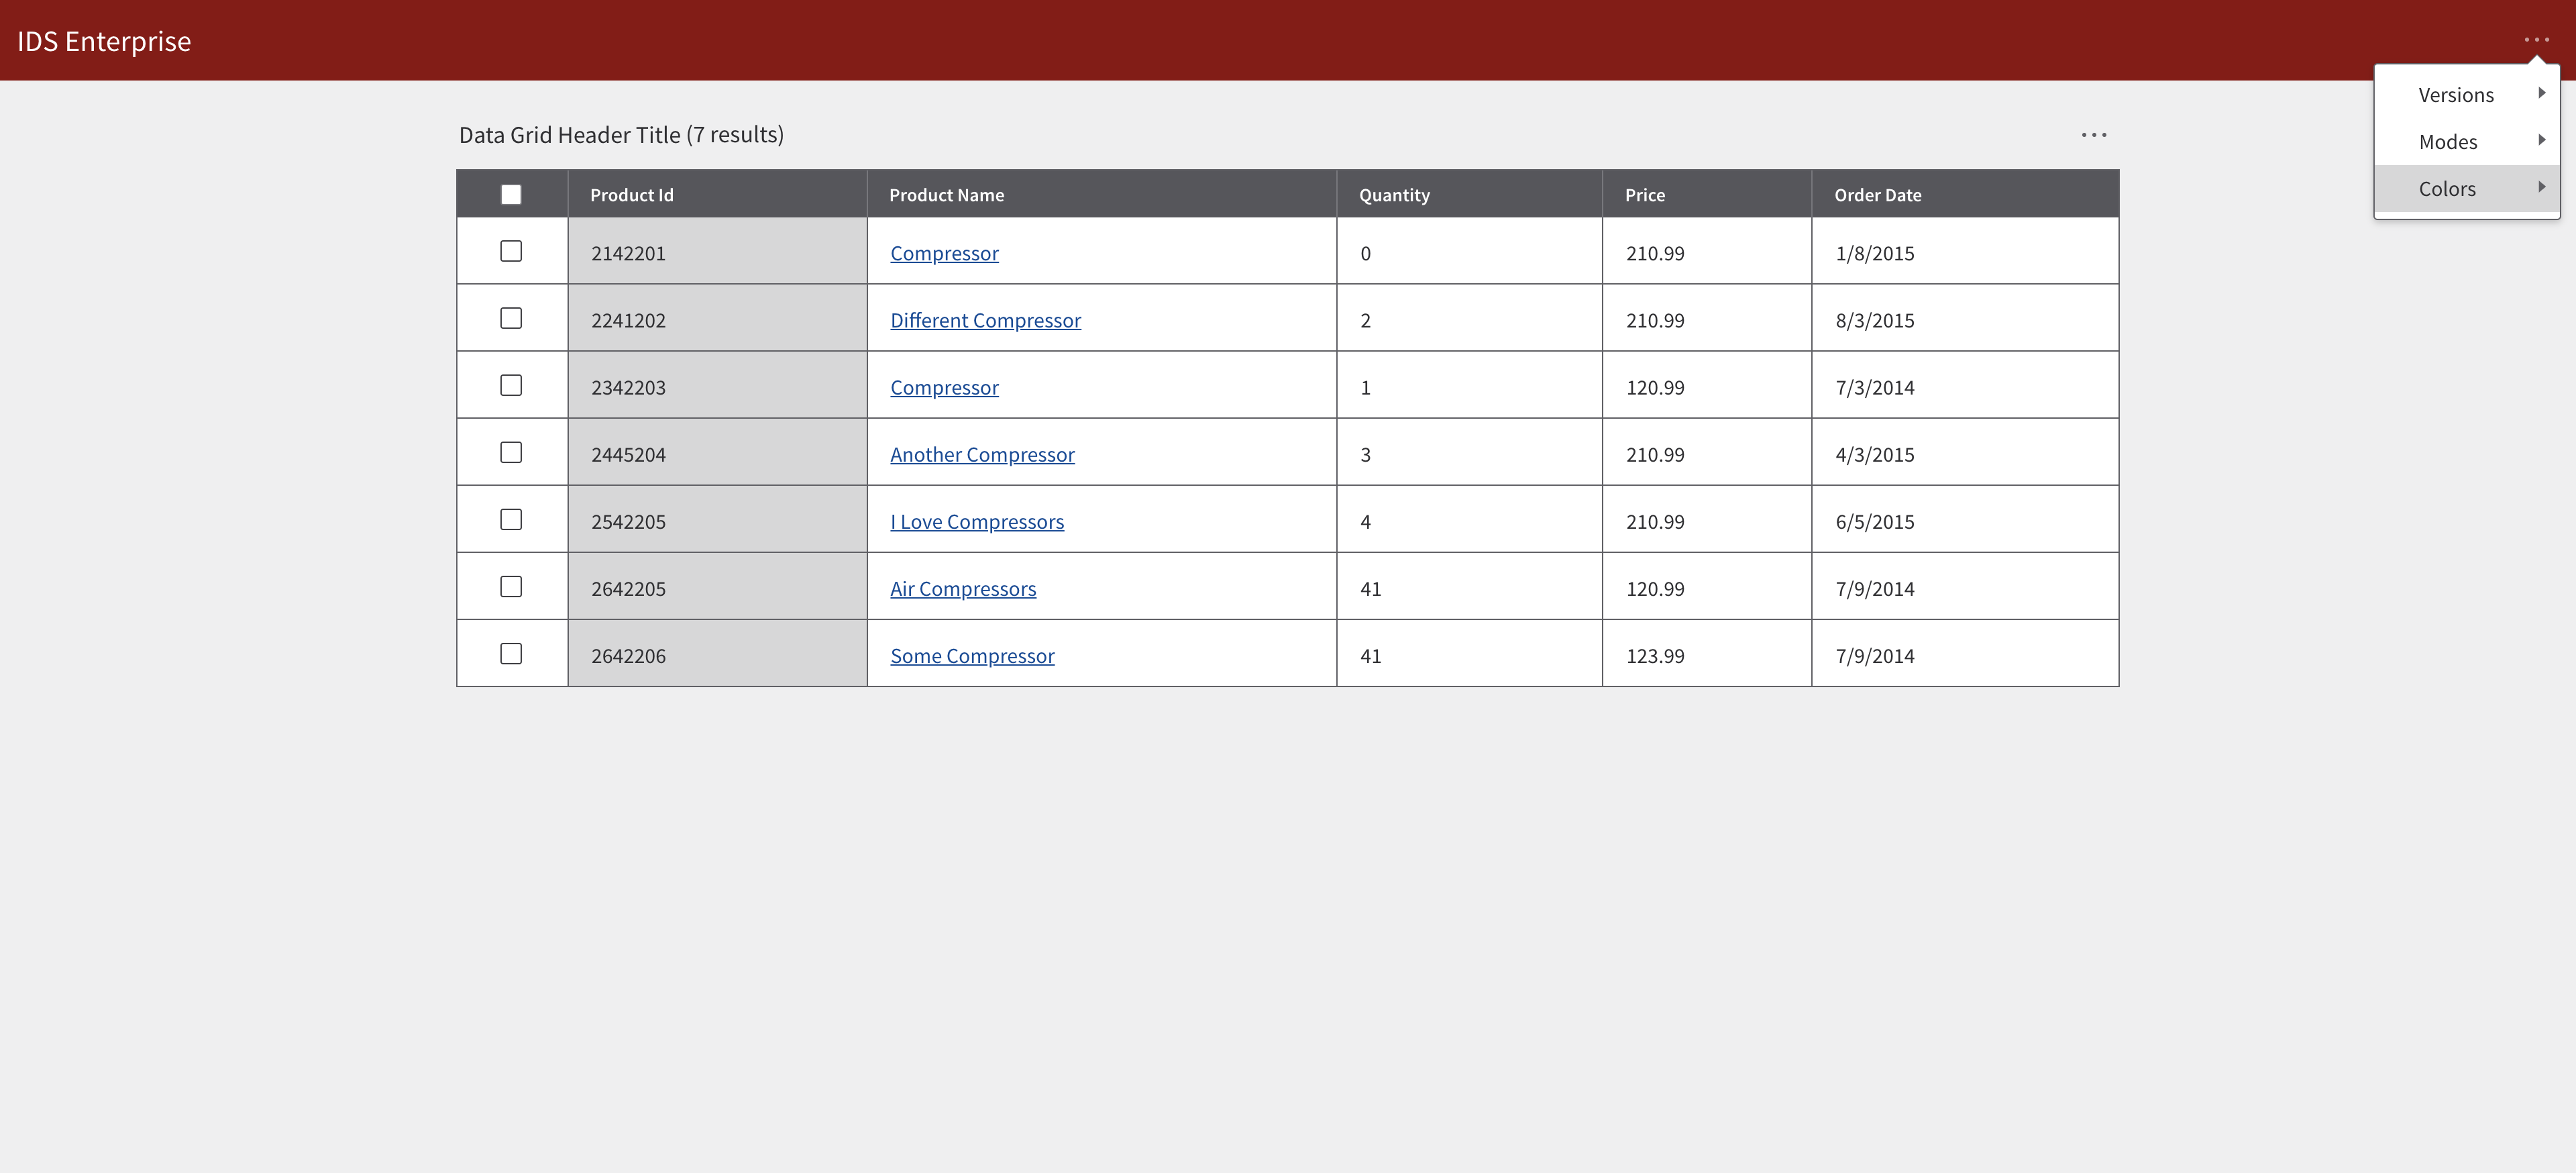 IDS Enterprise
Versions
Modes
Colors
Data Grid Header Title (7 results)
Product Id Product Name Quantity Price Order Date
2142201 Compressor 0 210.99 1/8/2015
2241202 Different Compressor 2 210.99 8/3/2015
2342203 Compressor 1 120.99 7/3/2014
2445204 Another Compressor 3 210.99 4/3/2015
2542205 I Love Compressors 4 210.99 6/5/2015
2642205 Air Compressors 41 120.99 7/9/2014
2642206 Some Compressor 41 123.99 7/9/2014